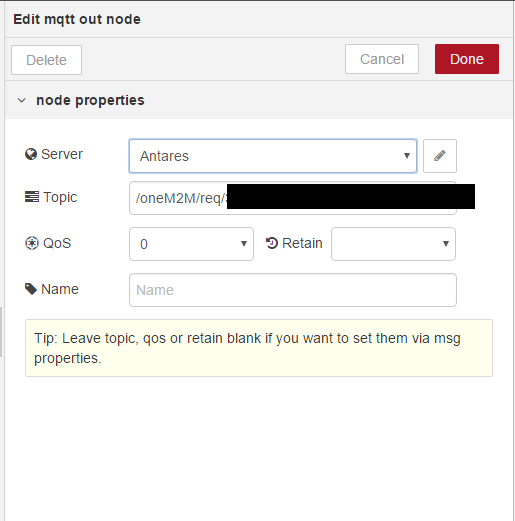 Edit mqtt out node
Delete
Cancel
Done
node properties
Server
Antares
Topic
/oneM2M/req/
QoS
0
Retain
Name
Name
Tip: Leave topic, qos or retain blank if you want to set them via msg
properties.